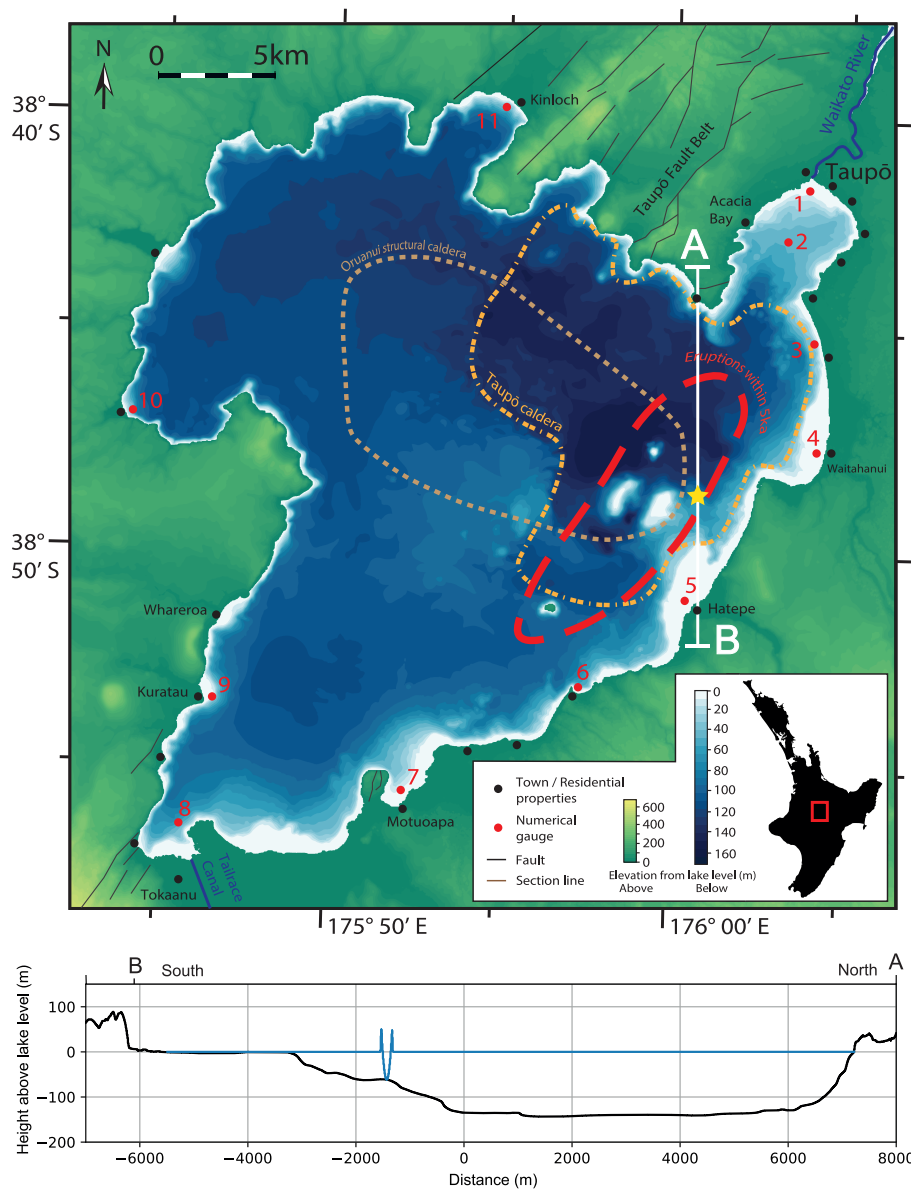 N
0
5km
38°
40′ S
11
Kinloch
Waikato River
Taupō Fault Belt
Taupō
1
Acacia
Bay
2
A
Oruanui structural caldera
3
Eruptions within 5ka
Taupō caldera
10
4
Waitahanui
38°
50′ S
5
Hatepe
B
Whareroa
6
Kuratau
9
7
Motuoapa
8
Tailrace
Canal
Tokaanu
Town / Residential
properties
Numerical
gauge
Fault
Section line
600
400
200
0
0
20
40
60
80
100
120
140
160
Elevation from lake level (m)
Above
Below
175° 50′ E
176° 00′ E
B
South
North
A
Height above lake level (m)
100
0
−100
−200
−6000
−4000
−2000
0
2000
4000
6000
8000
Distance (m)